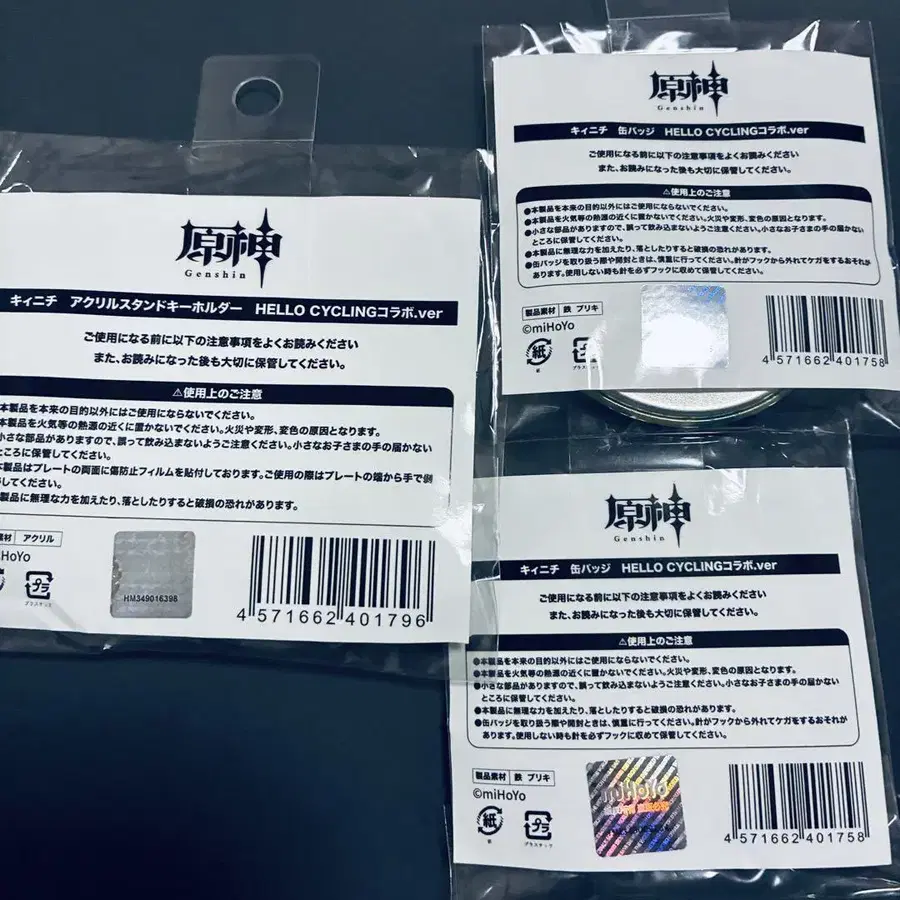 原神
Genshin
キィニチ アクリルスタンドキーホルダー HELLO CYCLINGコラボ.ver
ご使用になる前に以下の注意事項をよくお読みください
また、お読みになった後も大切に保管してください。
⚠使用上のご注意
本製品を本来の目的以外にはご使用にならないでください。
本製品を火気等の熱源の近くに置かないでください。火災や変形、変色の原因となります。
小さな部品がありますので、誤って飲み込まないようご注意ください。小さなお子さまの手の届かない
ところに保管してください。
本製品はプレートの両面に傷防止フィルムを貼付しております。ご使用の際はプレートの端から手で剥
してください。
製品に無理な力を加えたり、落としたりすると破損の恐れがあります。
素材 アクリル
HoYo
プラ
プラスチック
HM349016398
4 571662 401796
原神
Genshin
キィニチ 缶バッジ HELLO CYCLINGコラボ.ver
ご使用になる前に以下の注意事項をよくお読みください
また、お読みになった後も大切に保管してください。
⚠使用上のご注意
●本製品を本来の目的以外にはご使用にならないでください。
●本製品を火気等の熱源の近くに置かないでください。火災や変形、変色の原因となります。
●小さな部品がありますので、誤って飲み込まないようご注意ください。小さなお子さまの手の届かない
ところに保管してください。
●本製品に無理な力を加えたり、落としたりすると破損の恐れがあります。
●缶バッジを取り扱う際や開封ときは、慎重に行ってください。針がフックから外れてケガをするおそれが
あります。使用しない時も針を必ずフックに収めて保管してください。
製品素材 鉄 ブリキ
©miHoYo
紙
紙
プラスチック
4 571662 401758
原神
Genshin
キィニチ 缶バッジ HELLO CYCLINGコラボ.ver
ご使用になる前に以下の注意事項をよくお読みください
また、お読みになった後も大切に保管してください。
⚠使用上のご注意
●本製品を本来の目的以外にはご使用にならないでください。
●本製品を火気等の熱源の近くに置かないでください。火災や変形、変色の原因となります。
●小さな部品がありますので、誤って飲み込まないようご注意ください。小さなお子さまの手の届かない
ところに保管してください。
●本製品に無理な力を加えたり、落としたりすると破損の恐れがあります。
●缶バッジを取り扱う際や開封ときは、慎重に行ってください。針がフックから外れてケガをするおそれが
あります。使用しない時も針を必ずフックに収めて保管してください。
製品素材 鉄 ブリキ
©miHoYo
紙
紙
プラ
プラスチック
miHoYo
4 571662 401758